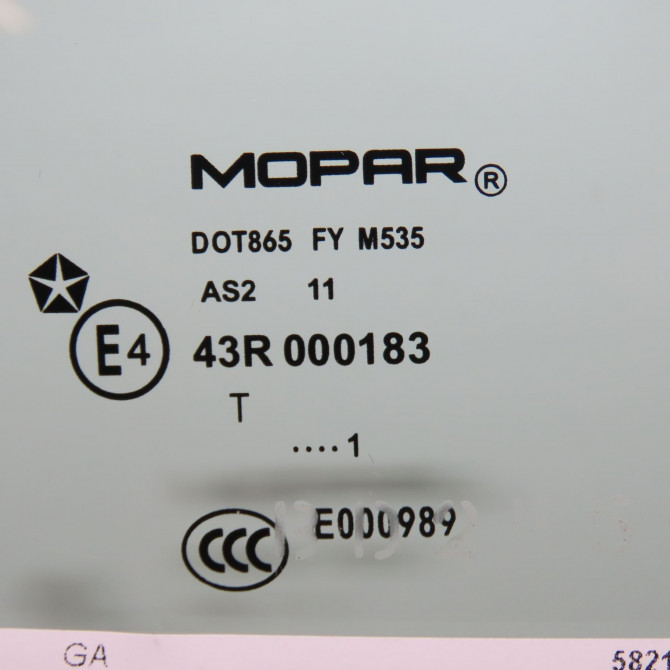 MOPAR®
DOT865 FY M535
AS2 11
E4 43R 000183
T
....1
CCC E000989
GA 5821